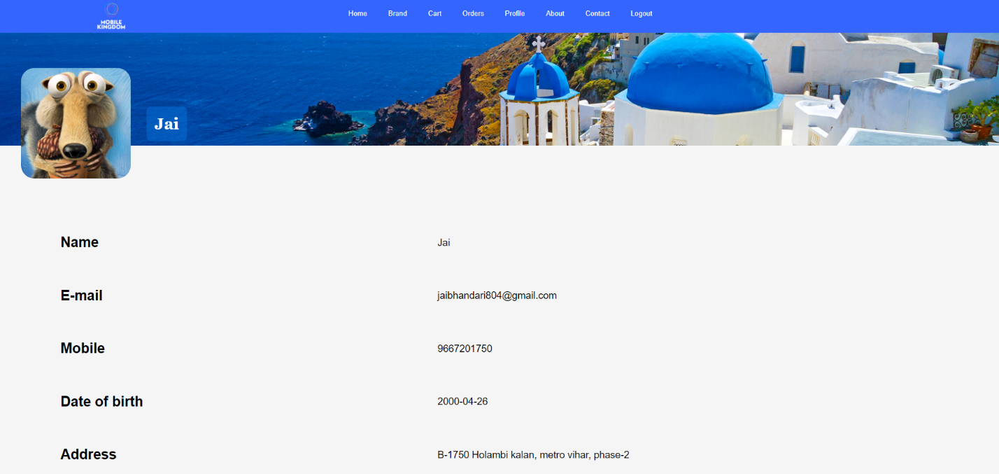 MOBILE
KINGDOM
Home Brand Cart Orders Profile About Contact Logout
Jai
Name Jai
E-mail jaibhandari804@gmail.com
Mobile 9667201750
Date of birth 2000-04-26
Address B-1750 Holambi kalan, metro vihar, phase-2